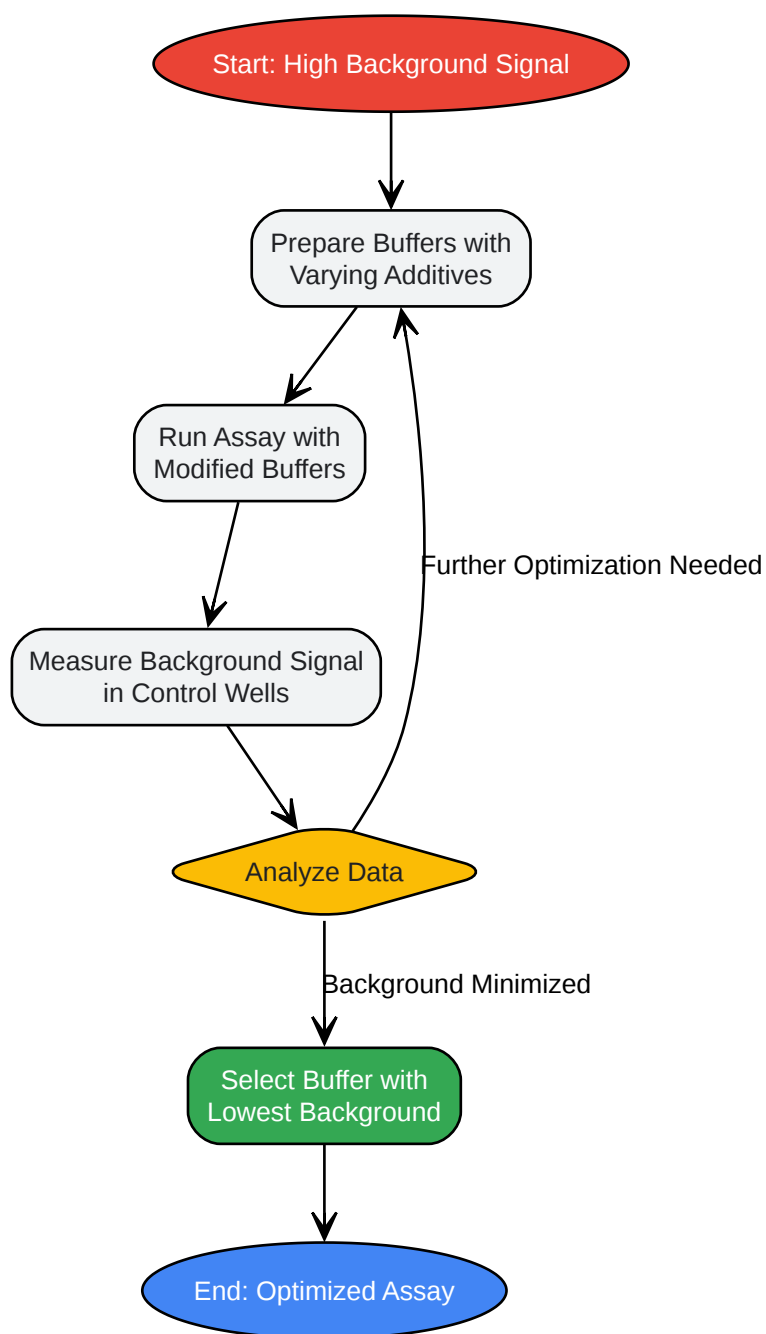 Start: High Background Signal
Prepare Buffers with
Varying Additives
Run Assay with
Modified Buffers
Further Optimization Needed
Measure Background Signal
in Control Wells
Analyze Data
Background Minimized
Select Buffer with
Lowest Background
End: Optimized Assay